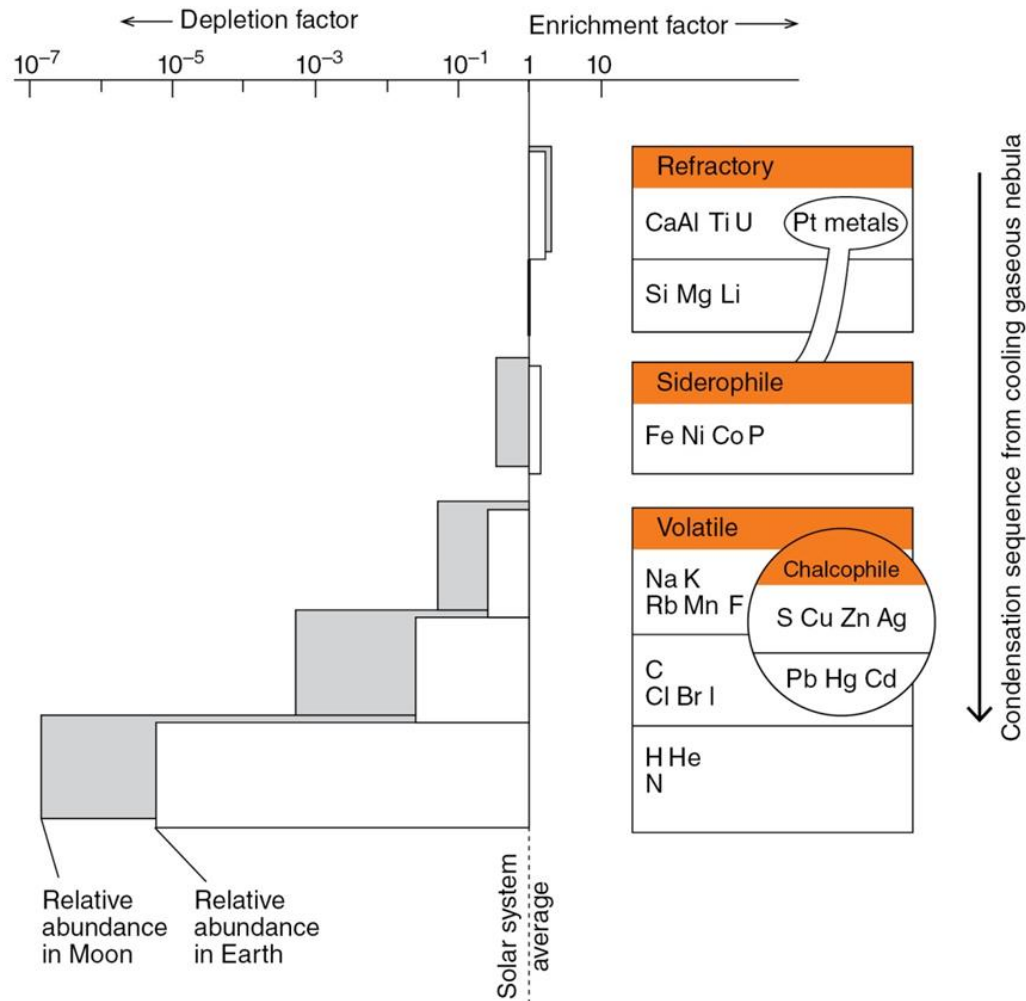 Depletion factor
Enrichment factor
10⁻⁷ 10⁻⁵ 10⁻³ 10⁻¹ 1 10
Refractory
CaAl Ti U
Pt metals
Si Mg Li
Siderophile
Fe Ni Co P
Volatile
Na K
Rb Mn F
Chalcophile
S Cu Zn Ag
C
Cl Br I
Pb Hg Cd
H He
N
Condensation sequence from cooling gaseous nebula
Relative
abundance
in Moon
Relative
abundance
in Earth
Solar system
average